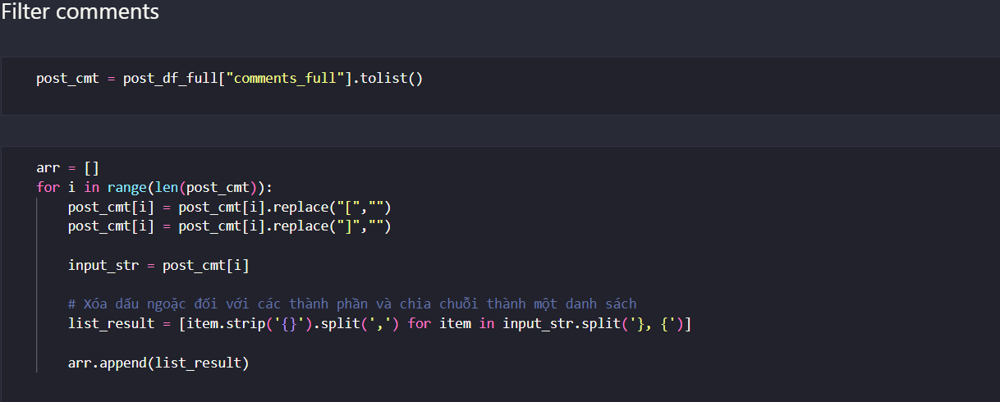 Filter comments
post_cmt = post_df_full["comments_full"].tolist()
arr = []
for i in range(len(post_cmt)):
    post_cmt[i] = post_cmt[i].replace("[","")
    post_cmt[i] = post_cmt[i].replace("]","")
    input_str = post_cmt[i]
    # Xóa dấu ngoặc đối với các thành phần và chia chuỗi thành một danh sách
    list_result = [item.strip('{}').split(',') for item in input_str.split('}, {')]
    arr.append(list_result)